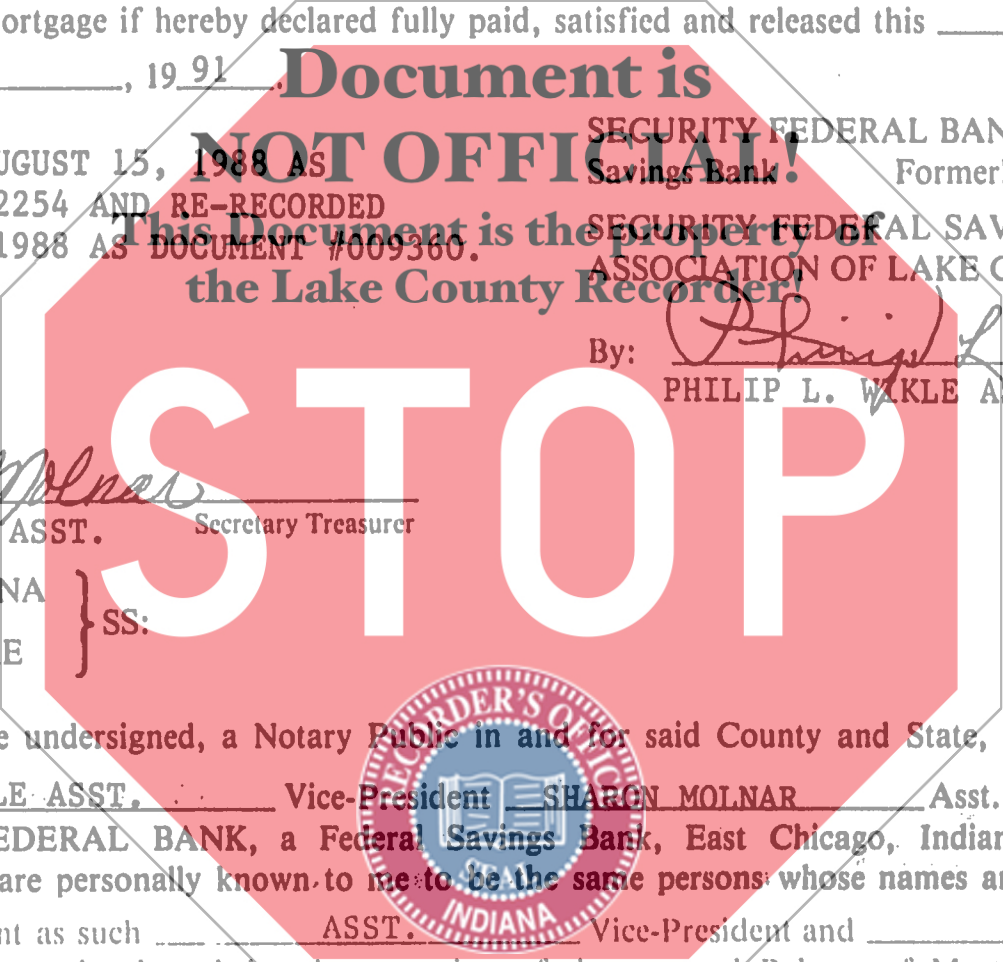 ortgage if hereby declared fully paid, satisfied and released this
, 19 91 .
Document is
NOT OFFICIAL!
This Document is the property of
the Lake County Recorder!
UGUST 15, 1988 AS
2254 AND RE-RECORDED
1988 AS DOCUMENT #009360.
SECURITY FEDERAL BAN
Savings Bank Former
SECURITY FEDERAL SAV
ASSOCIATION OF LAKE C
By: Philip L
PHILIP L. WIKLE A
STOP
Molnar
ASST. Secretary Treasurer
NA
E
} SS:
RECORDER'S OFFICE
SEAL
INDIANA
e undersigned, a Notary Public in and for said County and State,
LE ASST. Vice-President SHARON MOLNAR Asst.
EDERAL BANK, a Federal Savings Bank, East Chicago, Indian
are personally known to me to be the same persons whose names a
nt as such ASST. Vice-President and